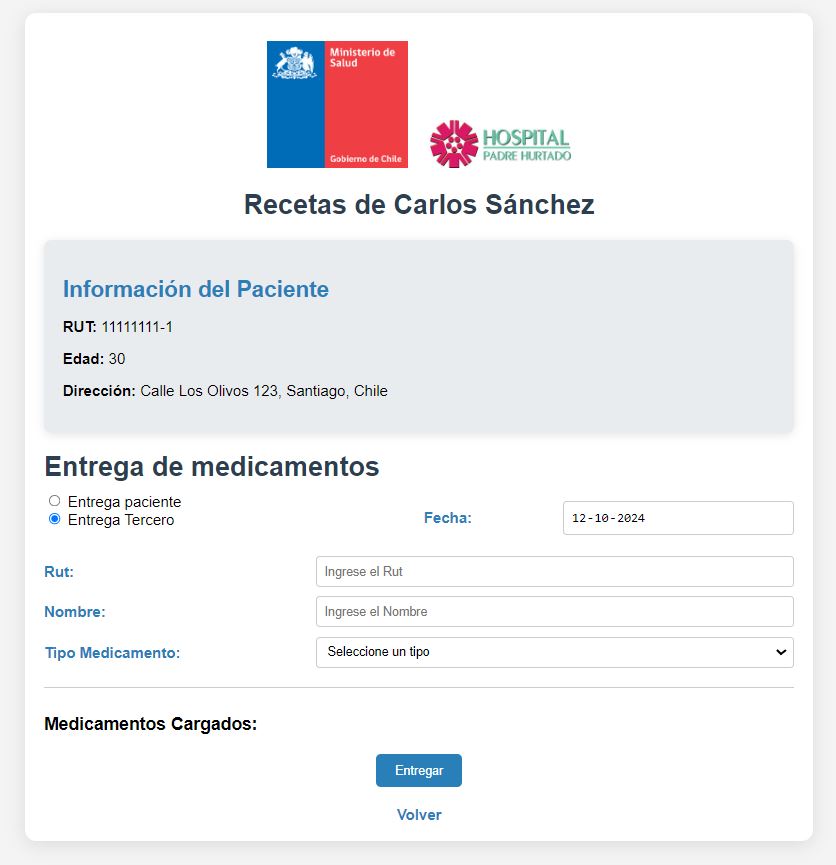 Ministerio de
Salud
Gobierno de Chile
HOSPITAL
PADRE HURTADO
Recetas de Carlos Sánchez
Información del Paciente
RUT: 11111111-1
Edad: 30
Dirección: Calle Los Olivos 123, Santiago, Chile
Entrega de medicamentos
Entrega paciente
Entrega Tercero
Fecha: 12-10-2024
Rut: Ingrese el Rut
Nombre: Ingrese el Nombre
Tipo Medicamento: Seleccione un tipo
Medicamentos Cargados:
Entregar
Volver